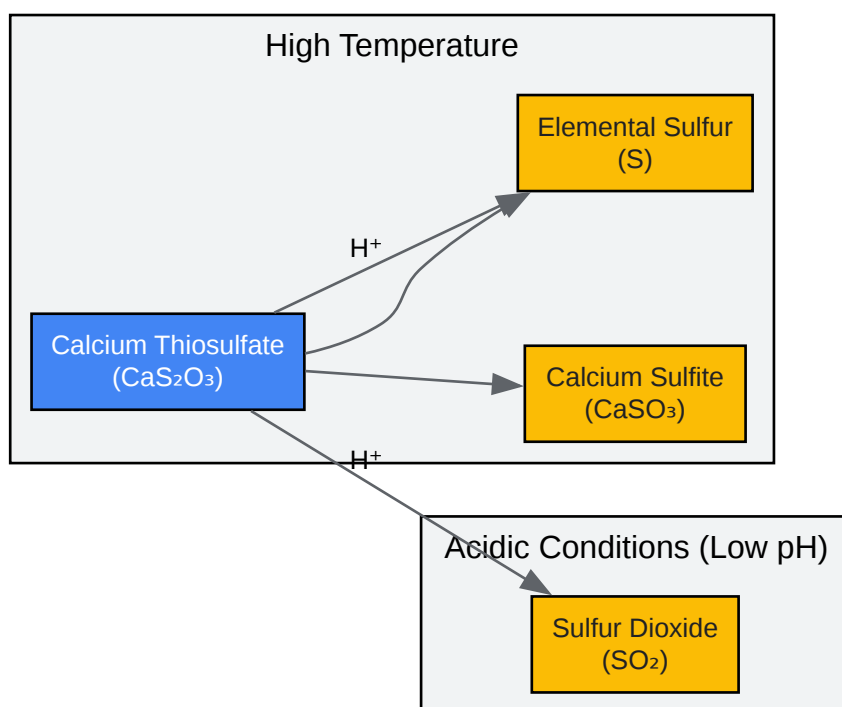 High Temperature
Elemental Sulfur
(S)
H⁺
Calcium Thiosulfate
(CaS₂O₃)
Calcium Sulfite
(CaSO₃)
H⁺
Acidic Conditions (Low pH)
Sulfur Dioxide
(SO₂)